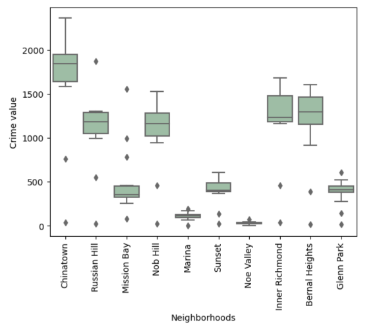 Crime value
2000
1500
1000
500
0
Chinatown
Russian Hill
Mission Bay
Nob Hill
Marina
Sunset
Noe Valley
Inner Richmond
Bernal Heights
Glenn Park
Neighborhoods